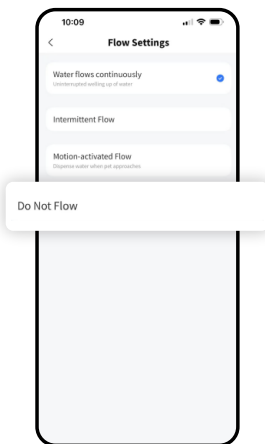 10:09
Flow Settings
Water flows continuously
Uninterrupted welling up of water
Intermittent Flow
Motion-activated Flow
Disperse water when pet approaches
Do Not Flow